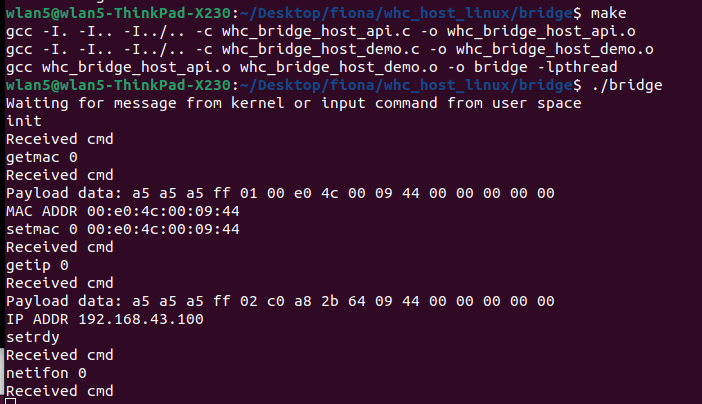 wlan5@wlan5-ThinkPad-X230:~/Desktop/fiona/whc_host_linux/bridge$ make
gcc -I. -I.. -I../.. -c whc_bridge_host_api.c -o whc_bridge_host_api.o
gcc -I. -I.. -I../.. -c whc_bridge_host_demo.c -o whc_bridge_host_demo.o
gcc whc_bridge_host_api.o whc_bridge_host_demo.o -o bridge -lpthread
wlan5@wlan5-ThinkPad-X230:~/Desktop/fiona/whc_host_linux/bridge$ ./bridge
Waiting for message from kernel or input command from user space
init
Received cmd
getmac 0
Received cmd
Payload data: a5 a5 a5 ff 01 00 e0 4c 00 09 44 00 00 00 00 00
MAC ADDR 00:e0:4c:00:09:44
setmac 0 00:e0:4c:00:09:44
Received cmd
getip 0
Received cmd
Payload data: a5 a5 a5 ff 02 c0 a8 2b 64 09 44 00 00 00 00 00
IP ADDR 192.168.43.100
setrdy
Received cmd
netifon 0
Received cmd